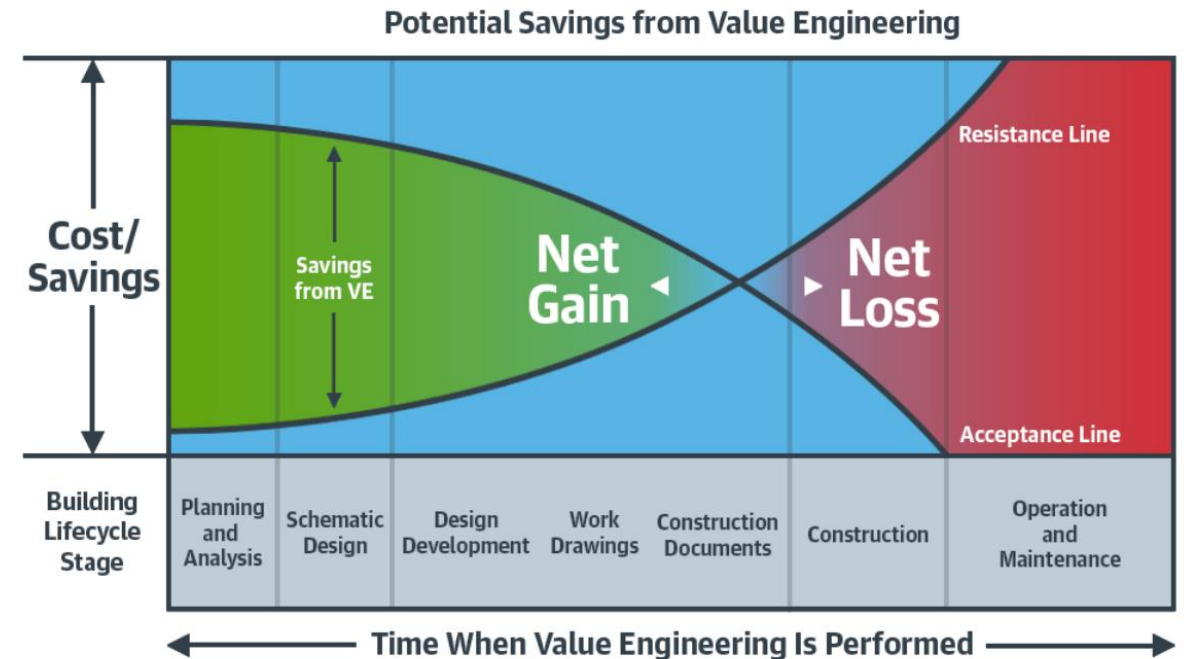 Potential Savings from Value Engineering
Cost/
Savings
Savings
from VE
Net
Gain
Net
Loss
Resistance Line
Acceptance Line
Building
Lifecycle
Stage
Planning
and
Analysis
Schematic
Design
Design
Development
Work
Drawings
Construction
Documents
Construction
Operation
and
Maintenance
Time When Value Engineering Is Performed